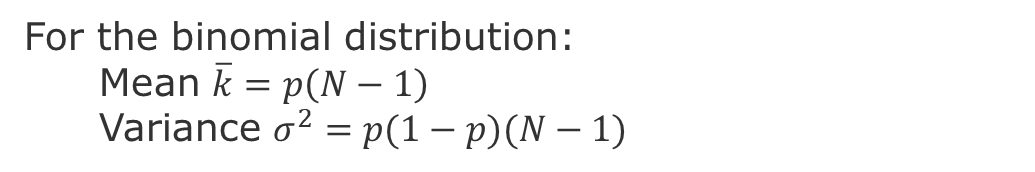 For the binomial distribution:
Mean k̄ = p(N − 1)
Variance σ² = p(1 − p)(N − 1)